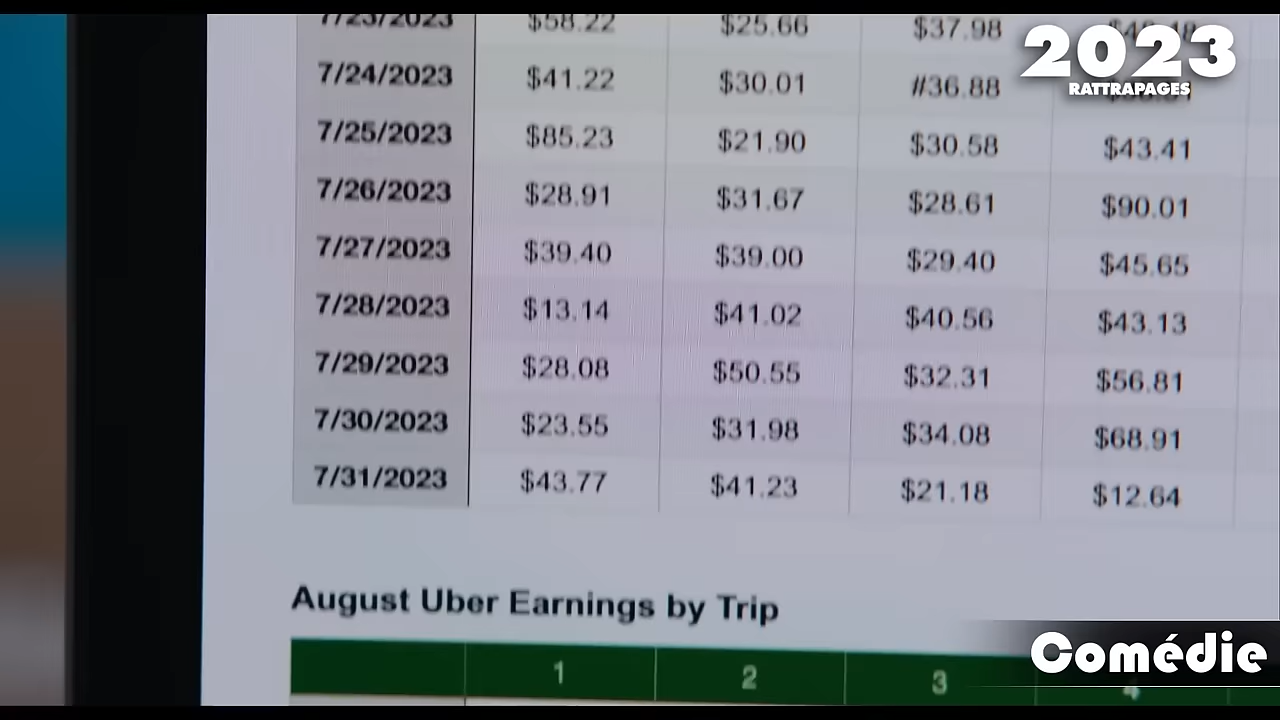 7/23/2023 $58.22 $25.66 $37.98
2023
RATTRAPAGES
7/24/2023 $41.22 $30.01 #36.88
7/25/2023 $85.23 $21.90 $30.58 $43.41
7/26/2023 $28.91 $31.67 $28.61 $90.01
7/27/2023 $39.40 $39.00 $29.40 $45.65
7/28/2023 $13.14 $41.02 $40.56 $43.13
7/29/2023 $28.08 $50.55 $32.31 $56.81
7/30/2023 $23.55 $31.98 $34.08 $68.91
7/31/2023 $43.77 $41.23 $21.18 $12.64
August Uber Earnings by Trip
Comédie
1 2 3 4